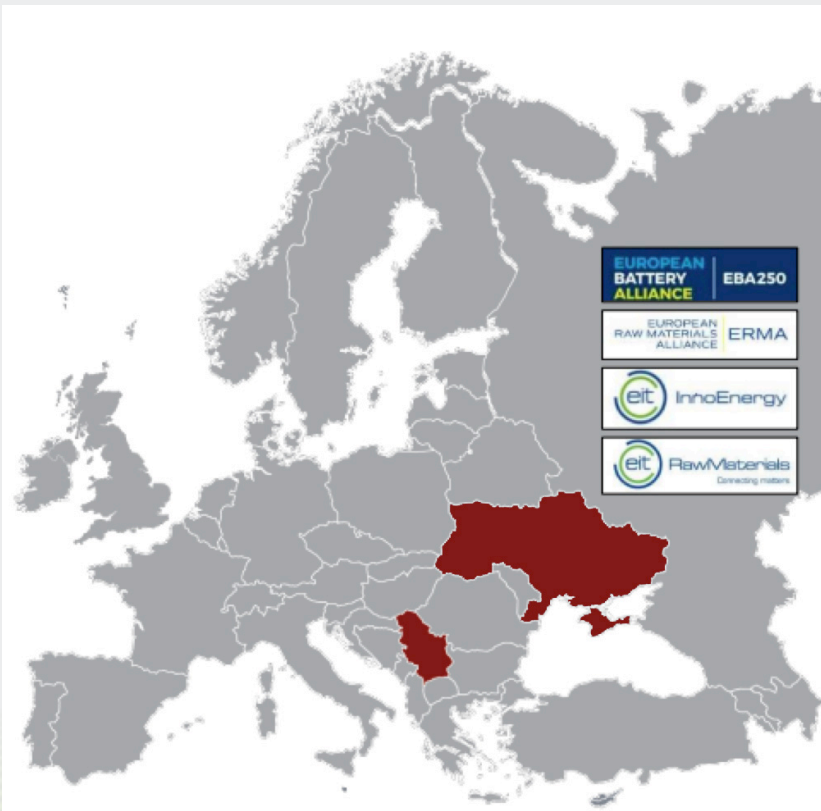 EUROPEAN
BATTERY
ALLIANCE
EBA250
EUROPEAN
RAW MATERIALS
ALLIANCE
ERMA
eit InnoEnergy
eit RawMaterials
Connecting matters